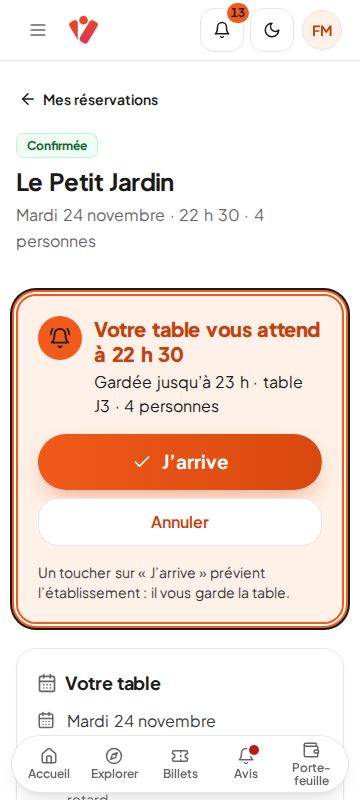 13
FM
Mes réservations
Confirmée
Le Petit Jardin
Mardi 24 novembre · 22 h 30 · 4
personnes
Votre table vous attend
à 22 h 30
Gardée jusqu’à 23 h · table
J3 · 4 personnes
J’arrive
Annuler
Un toucher sur « J’arrive » prévient
l’établissement : il vous garde la table.
Votre table
Mardi 24 novembre
Accueil
Explorer
Billets
Avis
Porte-
feuille
retard